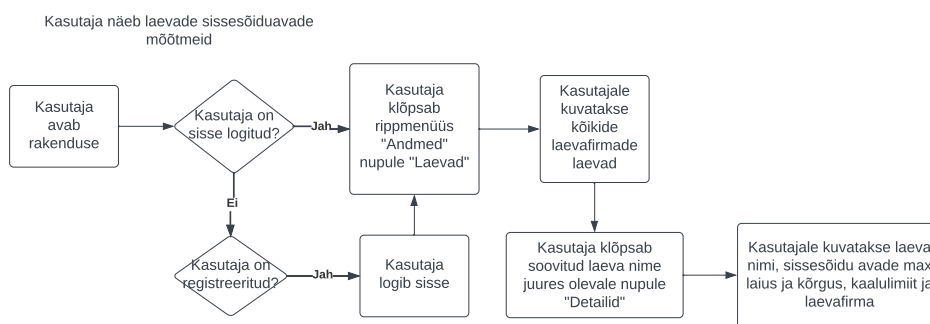 Kasutaja näeb laevade sissesõiduavade
mõõtmeid
Kasutaja
avab
rakenduse
Kasutaja on
sisse logitud?
Jah
Kasutaja
klõpsab
rippmenüüs
"Andmed"
nupule "Laevad"
Kasutajale
kuvatakse
kõikide
laevafirmade
laevad
Ei
Kasutaja on
registreeritud?
Jah
Kasutaja
logib sisse
Kasutaja klõpsab
soovitud laeva nime
juures olevale nupule
"Detailid"
Kasutajale kuvatakse laeva
nimi, sissesõidu avade max
laius ja kõrgus, kaalulimiit ja
laevafirma